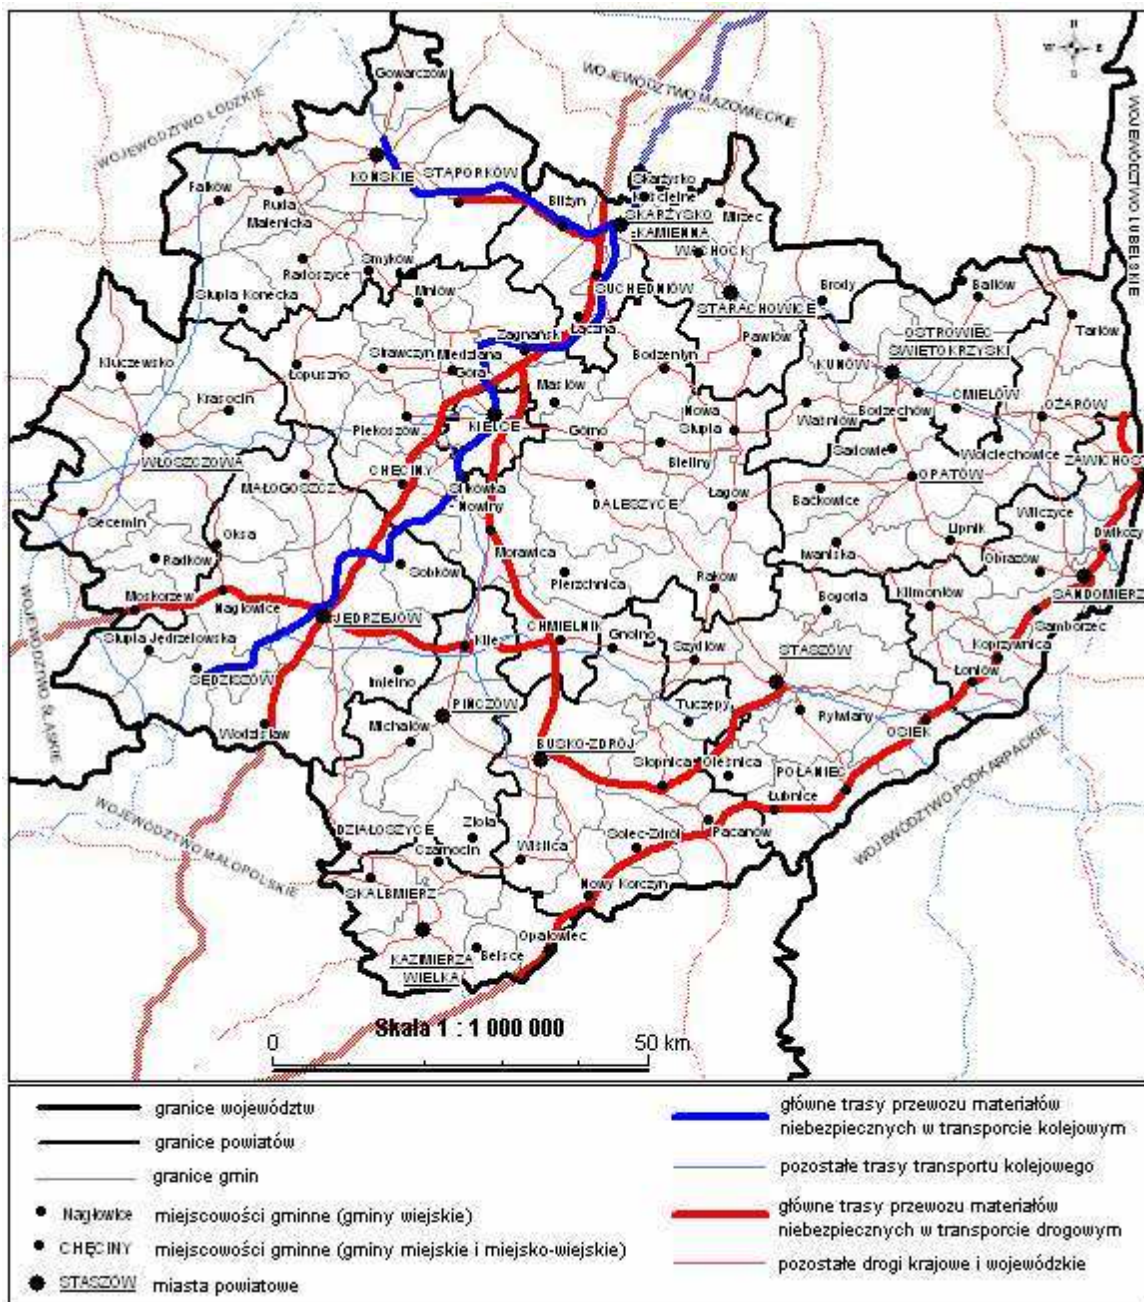 N
W E
S
WOJEWÓDZTWO MAZOWIECKIE
WOJEWÓDZTWO ŁÓDZKIE
WOJEWÓDZTWO LUBELSKIE
Gowarczów
KOŃSKIE
STĄPORKÓW
Fałków
Ruda
Malenicka
Bliżyn
Skarżysko
Kościelne
SKARŻYSKO
-KAMIENNA
Mirzec
WĄCHOCK
Radoszyce
Smyków
Słupia Konecka
Mniów
SUCHEDNIÓW
STARACHOWICE
Brody
Bałtów
Tarłów
OSTROWIEC
ŚWIĘTOKRZYSKI
Łączna
Zagnańsk
Kluczewsko
Łopuszno
Strawczyn
Miedziana
Góra
Bodzentyn
Pawłów
KUNÓW
Masłów
Krasocin
Piekoszów
KIELCE
Górno
Nowa
Słupia
Waśniów
Bodzechów
ĆMIELÓW
OŻARÓW
WŁOSZCZOWA
Bieliny
Sadowie
Wojciechowice
ZAWICHOST
MAŁOGOSZCZ
CHĘCINY
Sitkówka
Nowiny
DALESZYCE
Łagów
Baćkowice
OPATÓW
Wilczyce
Secemin
Oksa
Radków
Morawica
Iwaniska
Lipnik
Obrazów
Dwikozy
Sobków
Pierzchnica
Raków
Bogoria
Klimontów
SANDOMIERZ
Samborzec
Moskorzew
Nagłowice
JĘDRZEJÓW
Kije
CHMIELNIK
Gnojno
Szydłów
STASZÓW
Koprzywnica
Łoniów
Słupia Jędrzejowska
SĘDZISZÓW
Imielno
PIŃCZÓW
Michałów
Tuczępy
Rytwiany
OSIEK
WOJEWÓDZTWO ŚLĄSKIE
Wodzisław
BUSKO-ZDRÓJ
Stopnica
Oleśnica
POŁANIEC
Łubnice
WOJEWÓDZTWO PODKARPACKIE
WOJEWÓDZTWO MAŁOPOLSKIE
DZIAŁOSZYCE
Złota
Czarnocin
Wiślica
Solec-Zdrój
Pacanów
SKALBMIERZ
Nowy Korczyn
Opatowiec
KAZIMIERZA
WIELKA
Bejsce
Skala 1 : 1 000 000
0 50 km
granice województw
granice powiatów
granice gmin
Nagłowice miejscowości gminne (gminy wiejskie)
CHĘCINY miejscowości gminne (gminy miejskie i miejsko-wiejskie)
STASZÓW miasta powiatowe
główne trasy przewozu materiałów
niebezpiecznych w transporcie kolejowym
pozostałe trasy transportu kolejowego
główne trasy przewozu materiałów
niebezpiecznych w transporcie drogowym
pozostałe drogi krajowe i wojewódzkie